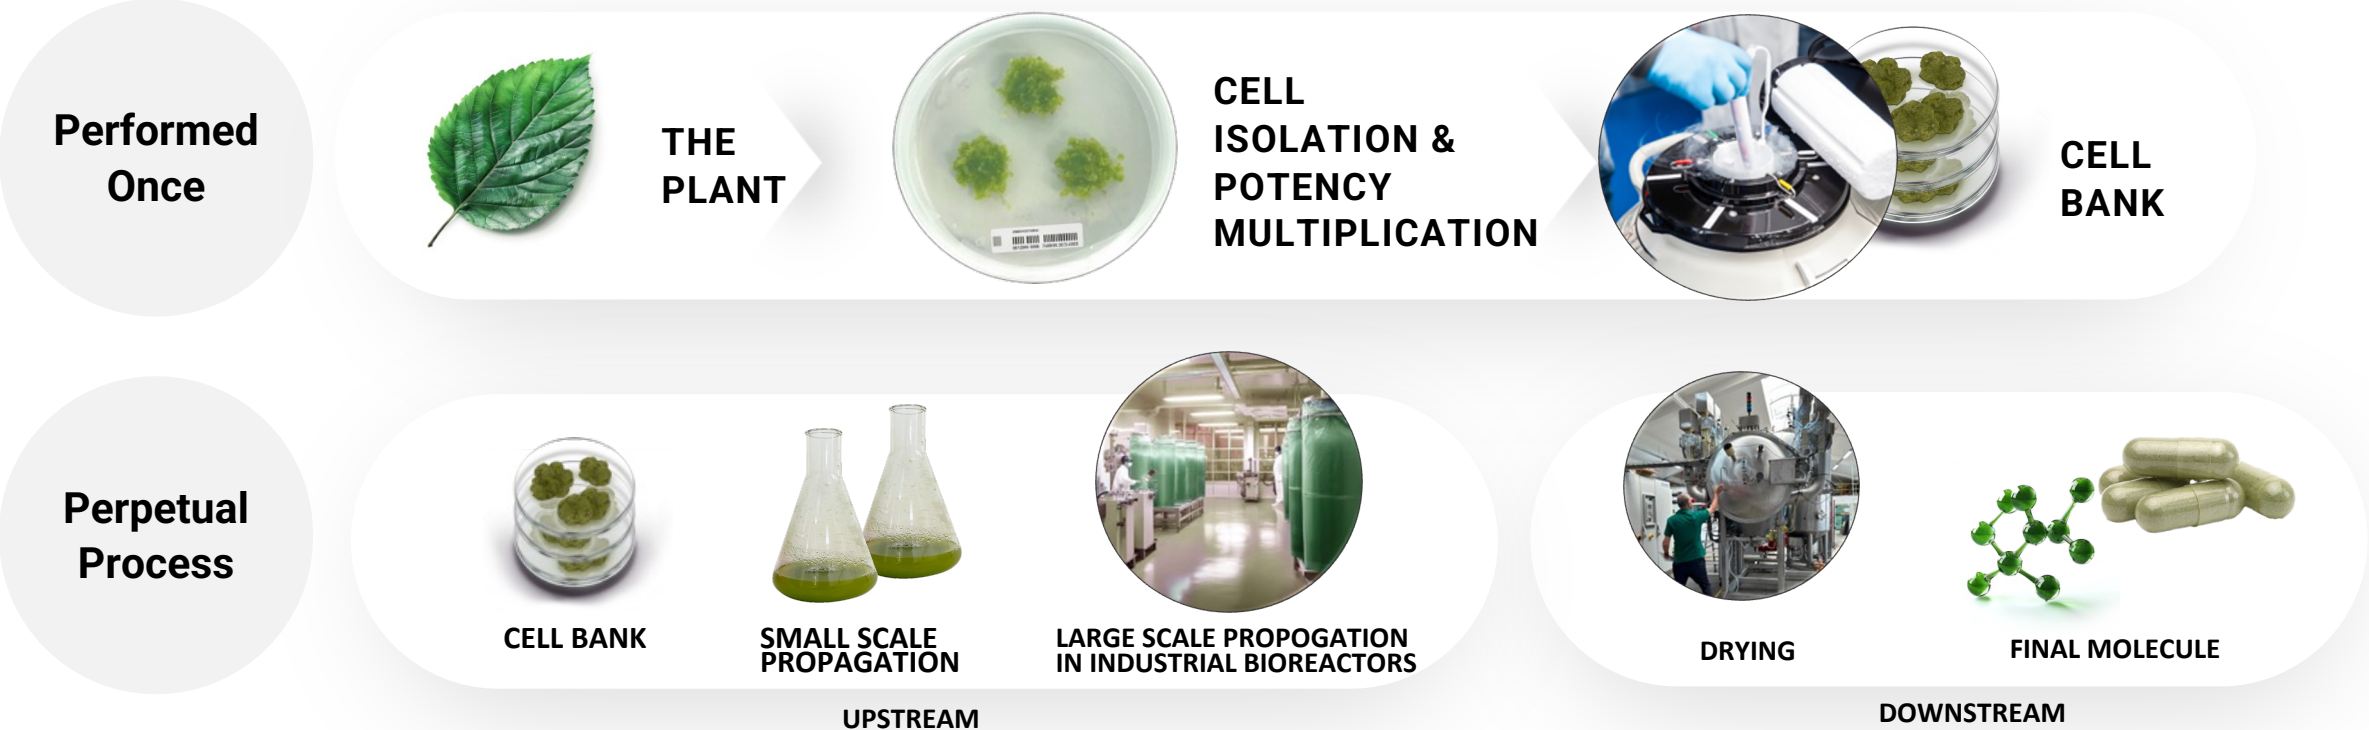 Performed
Once
THE
PLANT
CELL
ISOLATION &
POTENCY
MULTIPLICATION
CELL
BANK
Perpetual
Process
CELL BANK
SMALL SCALE
PROPAGATION
LARGE SCALE PROPOGATION
IN INDUSTRIAL BIOREACTORS
UPSTREAM
DRYING
FINAL MOLECULE
DOWNSTREAM